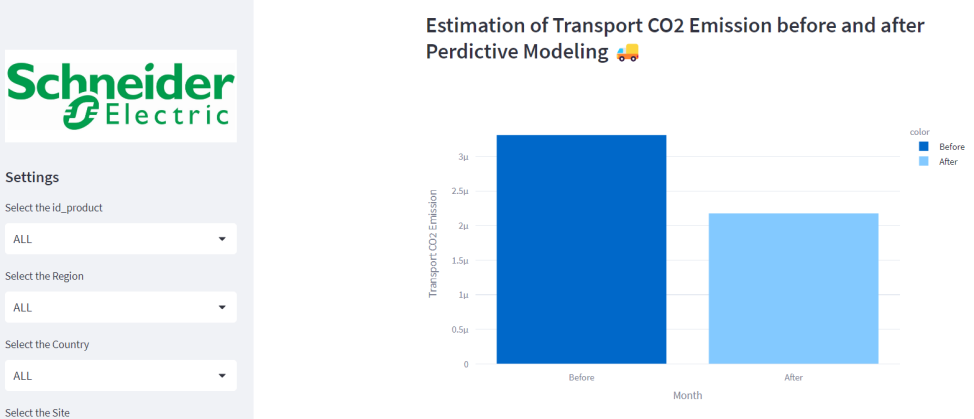 Schneider
Electric
Settings
Select the id_product
ALL
Select the Region
ALL
Select the Country
ALL
Select the Site
Estimation of Transport CO2 Emission before and after
Perdictive Modeling 🚚
color
Before
After
Transport CO2 Emission
3µ
2.5µ
2µ
1.5µ
1µ
0.5µ
0
Before
After
Month